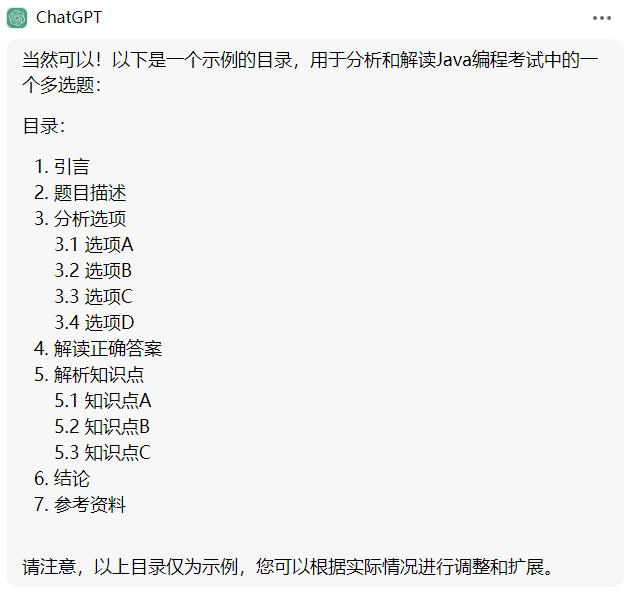 ChatGPT
当然可以！以下是一个示例的目录，用于分析和解读Java编程考试中的一
个多选题：
目录：
1. 引言
2. 题目描述
3. 分析选项
3.1 选项A
3.2 选项B
3.3 选项C
3.4 选项D
4. 解读正确答案
5. 解析知识点
5.1 知识点A
5.2 知识点B
5.3 知识点C
6. 结论
7. 参考资料
请注意，以上目录仅为示例，您可以根据实际情况进行调整和扩展。